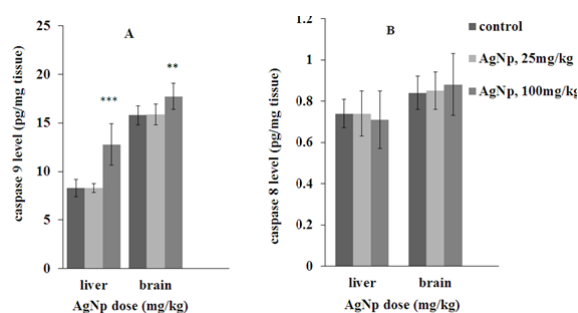 A
caspase 9 level (pg/mg tissue)
25
20
15
10
5
0
***
**
liver brain
AgNp dose (mg/kg)
B
caspase 8 level (pg/mg tissue)
1.2
1
0.8
0.6
0.4
0.2
0
liver brain
AgNp dose (mg/kg)
control
AgNp, 25mg/kg
AgNp, 100mg/kg